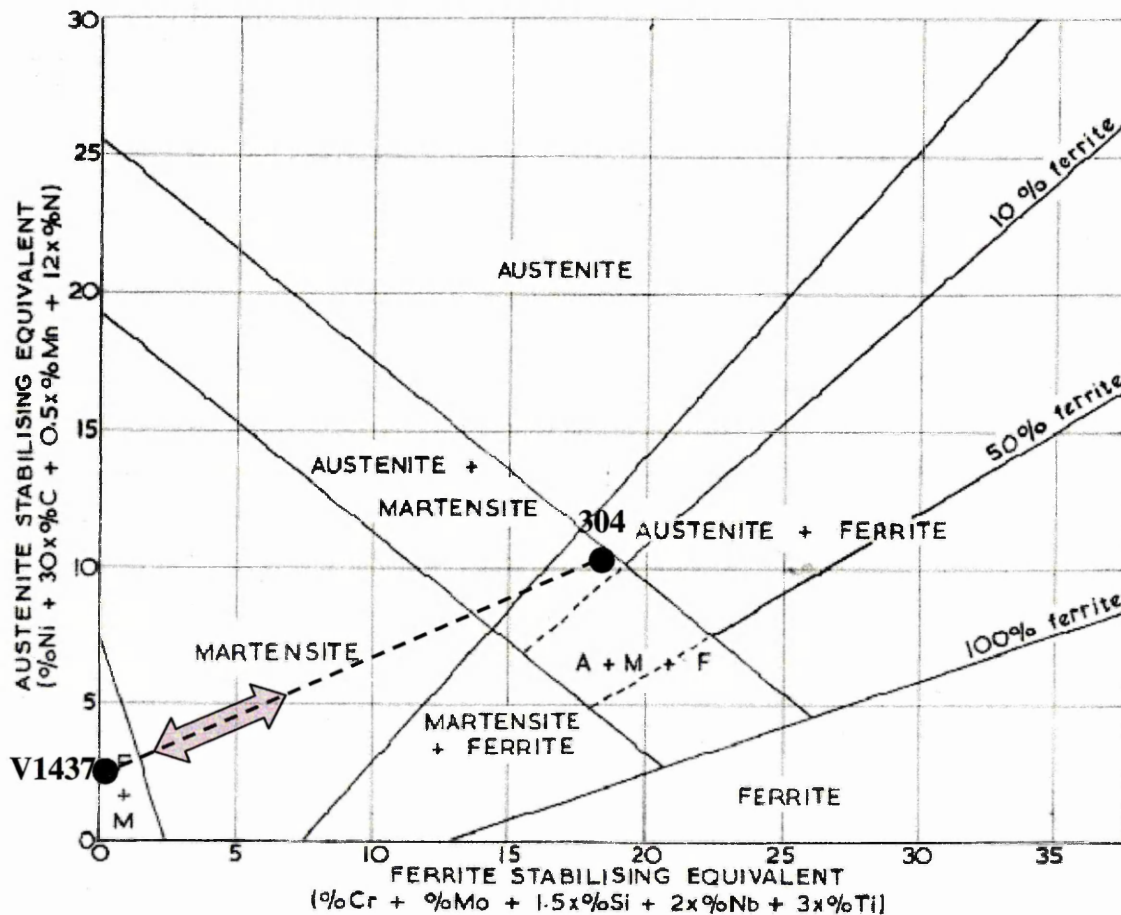 30
25
20
15
10
5
0
AUSTENITE STABILISING EQUIVALENT
(%Ni + 30x%C + 0.5x%Mn + 12x%N)
10 % ferrite
AUSTENITE
50% ferrite
AUSTENITE +
MARTENSITE
304
AUSTENITE + FERRITE
100% ferrite
MARTENSITE
A + M + F
MARTENSITE
+ FERRITE
V1437
F
+
M
FERRITE
0 5 10 15 20 25 30 35
FERRITE STABILISING EQUIVALENT
(%Cr + %Mo + 1.5x%Si + 2x%Nb + 3x%Ti)